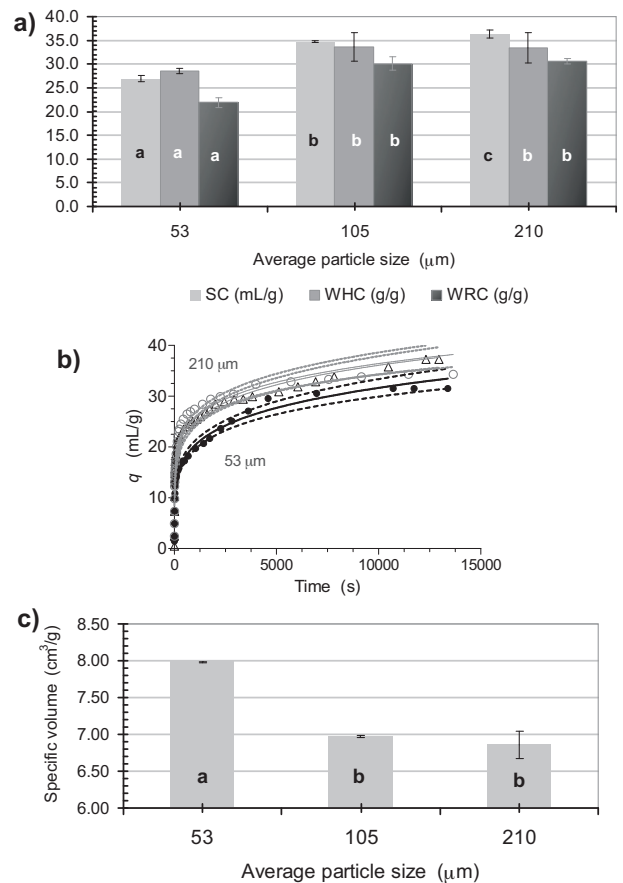 a)
40.0
35.0
30.0
25.0
20.0
15.0
10.0
5.0
0.0
a a a b b b c b b
53 105 210
Average particle size (μm)
SC (mL/g) WHC (g/g) WRC (g/g)
b)
q (mL/g)
40
30
20
10
0
210 μm
53 μm
0 5000 10000 15000
Time (s)
c)
Specific volume (cm³/g)
8.50
8.00
7.50
7.00
6.50
6.00
a b b
53 105 210
Average particle size (μm)